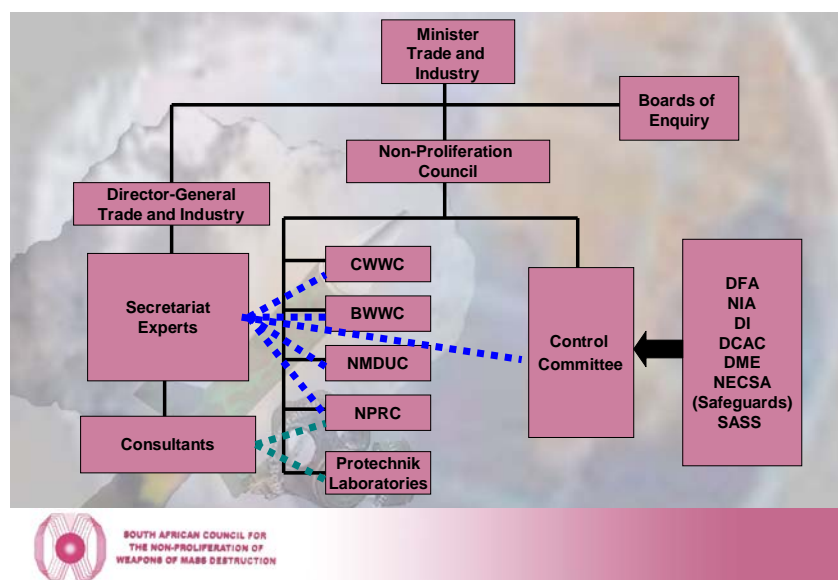 Minister
Trade and
Industry
Boards of
Enquiry
Non-Proliferation
Council
Director-General
Trade and Industry
CWWC
Secretariat
Experts
BWWC
NMDUC
NPRC
Consultants
Protechnik
Laboratories
Control
Committee
DFA
NIA
DI
DCAC
DME
NECSA
(Safeguards)
SASS
SOUTH AFRICAN COUNCIL FOR
THE NON-PROLIFERATION OF
WEAPONS OF MASS DESTRUCTION